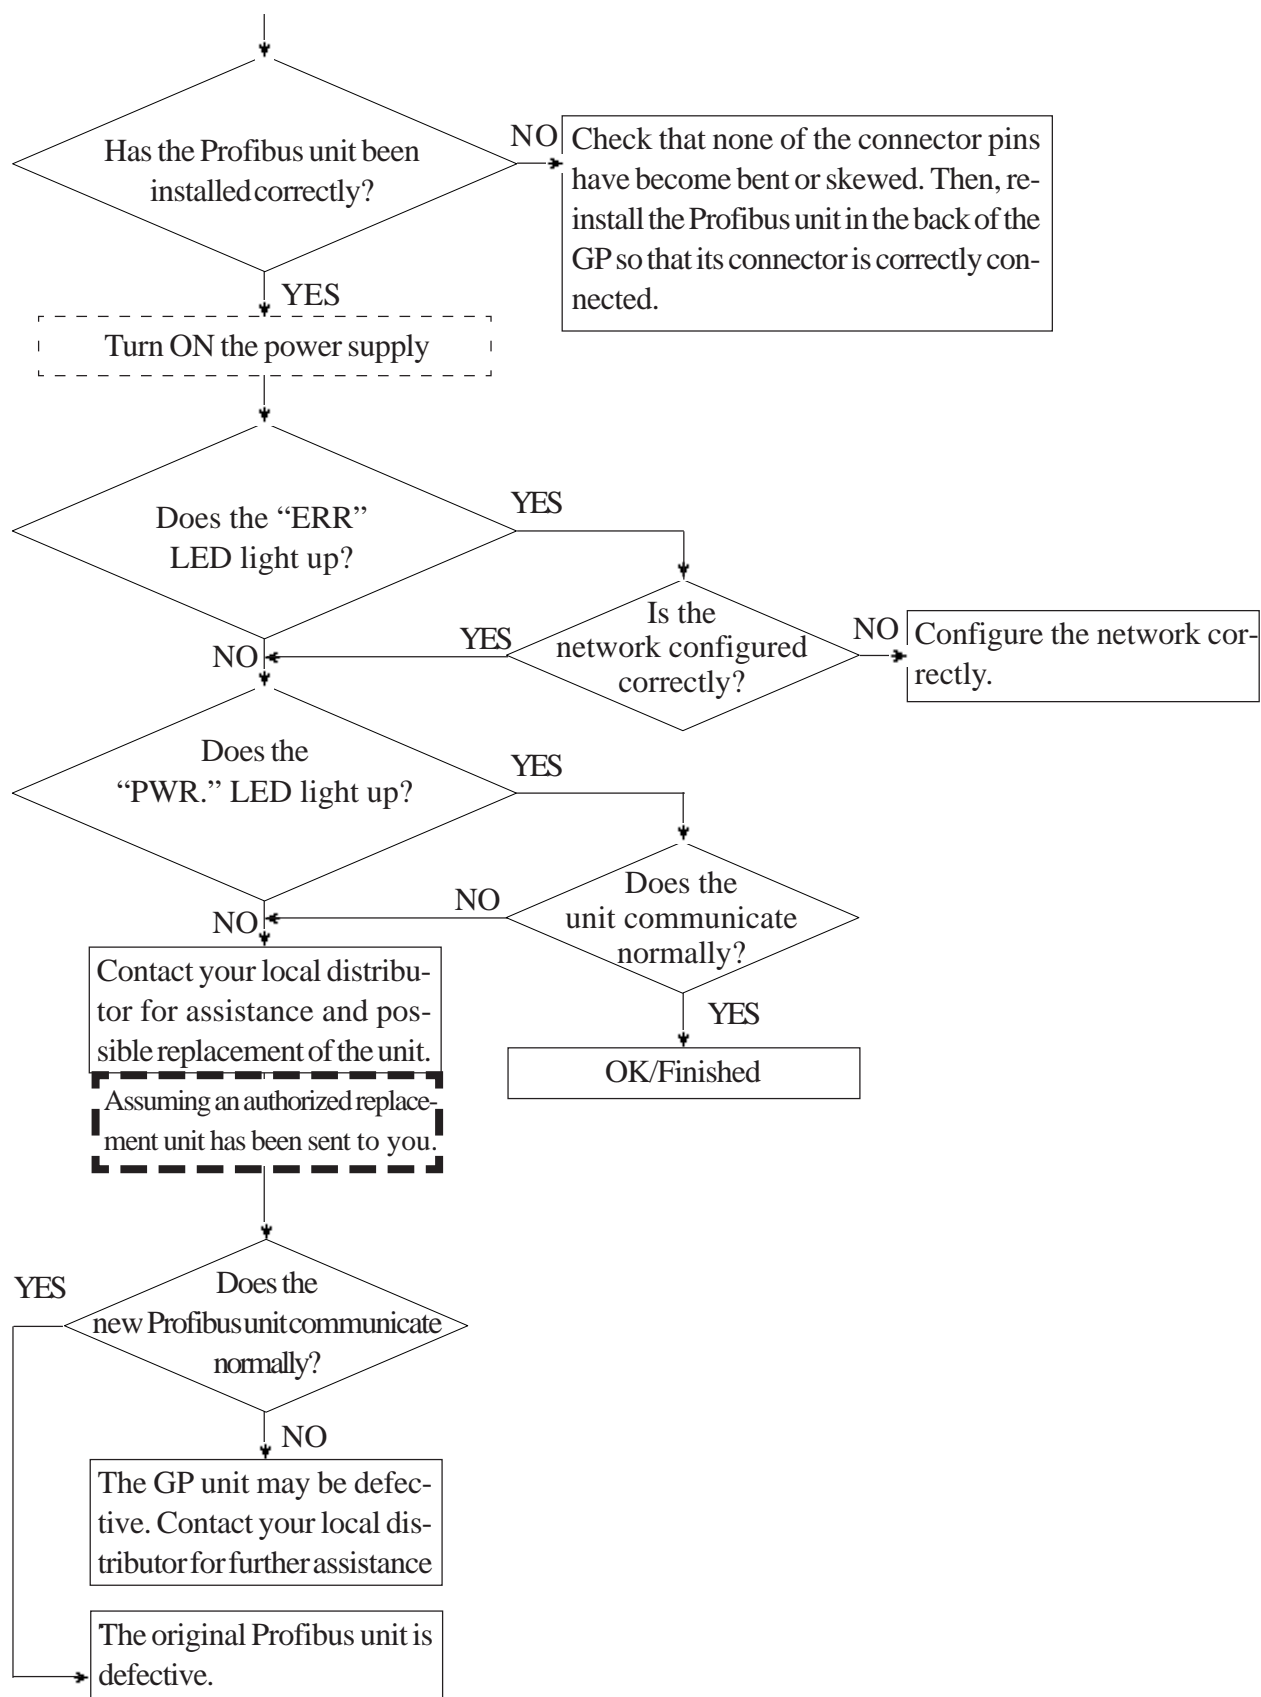 Has the Profibus unit been
installed correctly?
NO
Check that none of the connector pins
have become bent or skewed. Then, re-
install the Profibus unit in the back of the
GP so that its connector is correctly con-
nected.
YES
Turn ON the power supply
Does the “ERR”
LED light up?
YES
Is the
network configured
correctly?
YES
NO
Configure the network cor-
rectly.
NO
Does the
“PWR.” LED light up?
YES
Does the
unit communicate
normally?
NO
NO
YES
OK/Finished
Contact your local distribu-
tor for assistance and pos-
sible replacement of the unit.
Assuming an authorized replace-
ment unit has been sent to you.
Does the
new Profibus unit communicate
normally?
YES
NO
The GP unit may be defec-
tive. Contact your local dis-
tributor for further assistance
The original Profibus unit is
defective.